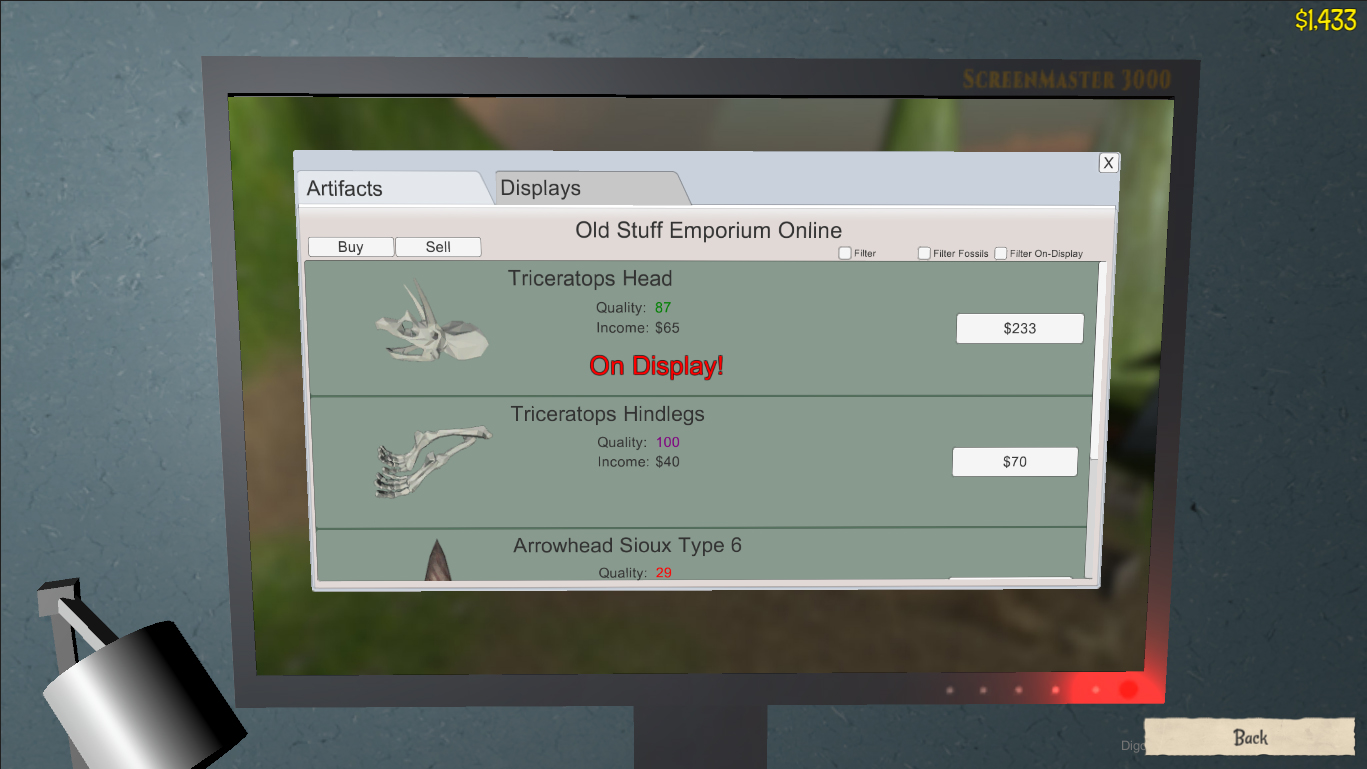 $1,433
ScreenMaster 3000
X
Artifacts Displays
Old Stuff Emporium Online
Buy Sell
Filter Filter Fossils Filter On-Display
Triceratops Head
Quality: 87
Income: $65
$233
On Display!
Triceratops Hindlegs
Quality: 100
Income: $40
$70
Arrowhead Sioux Type 6
Quality: 29
Back